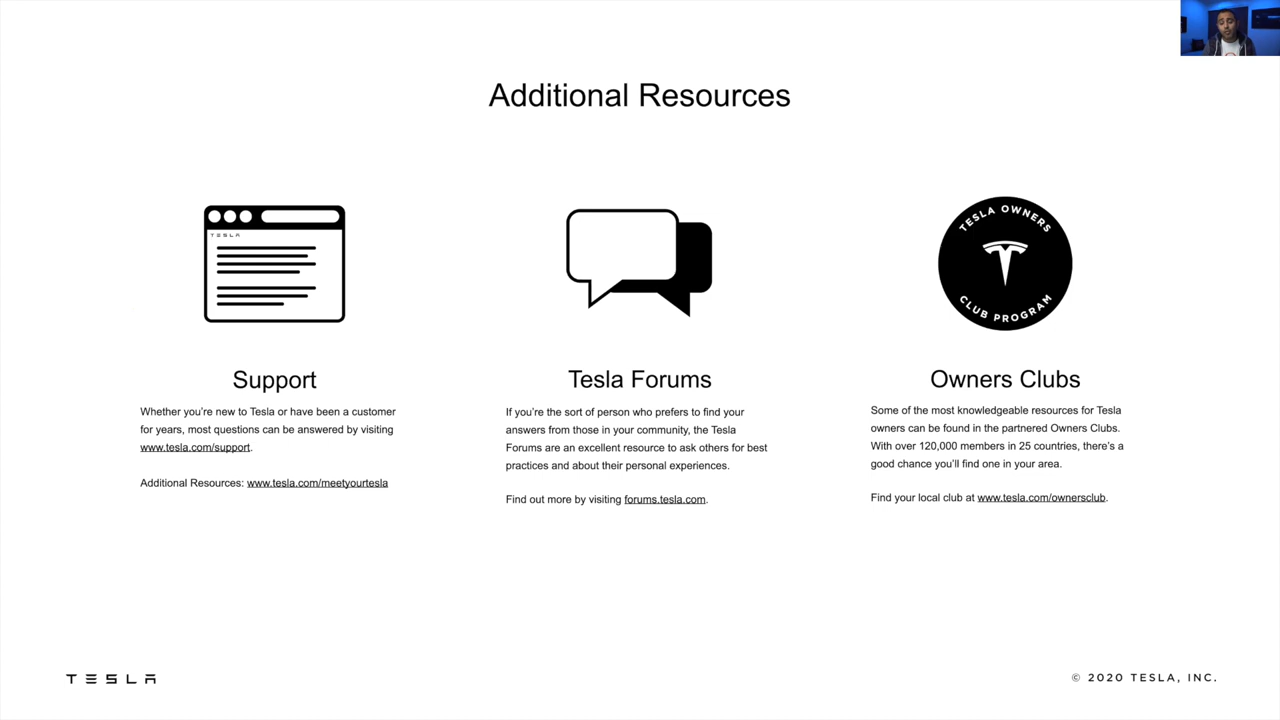 Additional Resources
TESLA
TESLA OWNERS
CLUB PROGRAM
Support
Whether you’re new to Tesla or have been a customer
for years, most questions can be answered by visiting
www.tesla.com/support.
Additional Resources: www.tesla.com/meetyourtesla
Tesla Forums
If you’re the sort of person who prefers to find your
answers from those in your community, the Tesla
Forums are an excellent resource to ask others for best
practices and about their personal experiences.
Find out more by visiting forums.tesla.com.
Owners Clubs
Some of the most knowledgeable resources for Tesla
owners can be found in the partnered Owners Clubs.
With over 120,000 members in 25 countries, there’s a
good chance you’ll find one in your area.
Find your local club at www.tesla.com/ownersclub.
TESLA
© 2020 TESLA, INC.